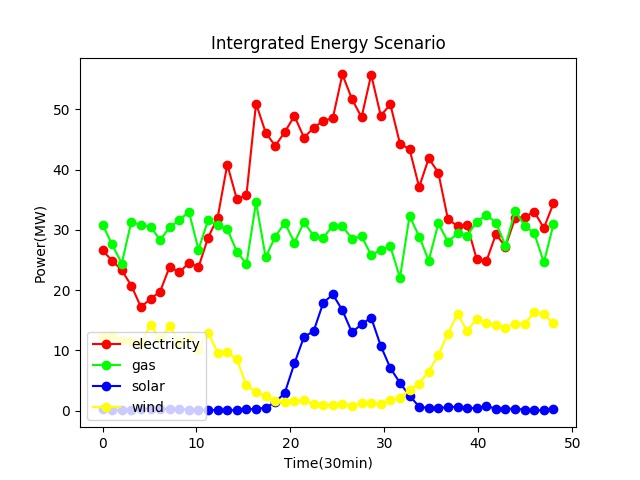 Intergrated Energy Scenario
Power(MW)
50
40
30
20
10
0
electricity
gas
solar
wind
0 10 20 30 40 50
Time(30min)